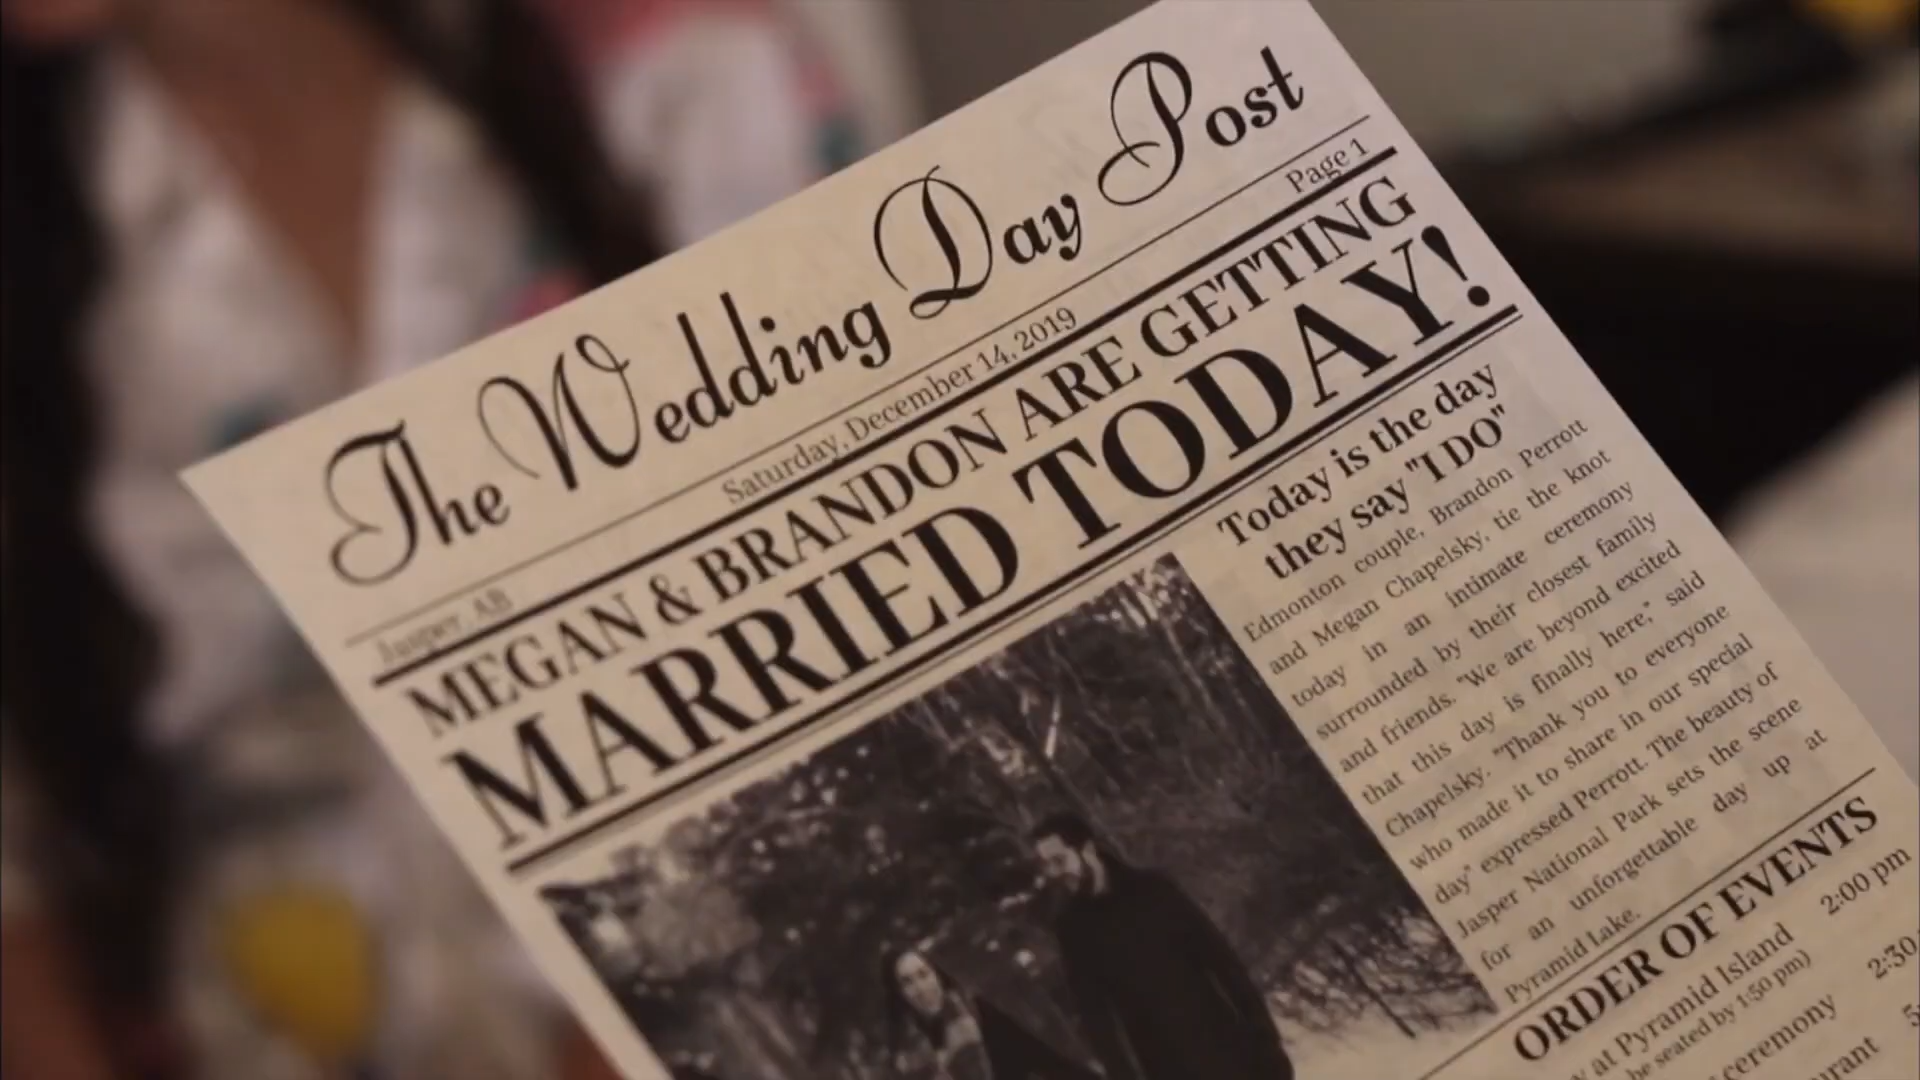 The Wedding Day Post
Jasper, AB Saturday, December 14, 2019 Page 1
MEGAN & BRANDON ARE GETTING
MARRIED TODAY!
Today is the day
they say "I DO"
Edmonton couple, Brandon Perrott
and Megan Chapelsky, tie the knot
today in an intimate ceremony
surrounded by their closest family
and friends. "We are beyond excited
that this day is finally here," said
Chapelsky. "Thank you to everyone
who made it to share in our special
day" expressed Perrott. The beauty of
Jasper National Park sets the scene
for an unforgettable day up at
Pyramid Lake.
ORDER OF EVENTS
at Pyramid Island 2:00 pm
be seated by 1:50 pm)
ceremony 2:30